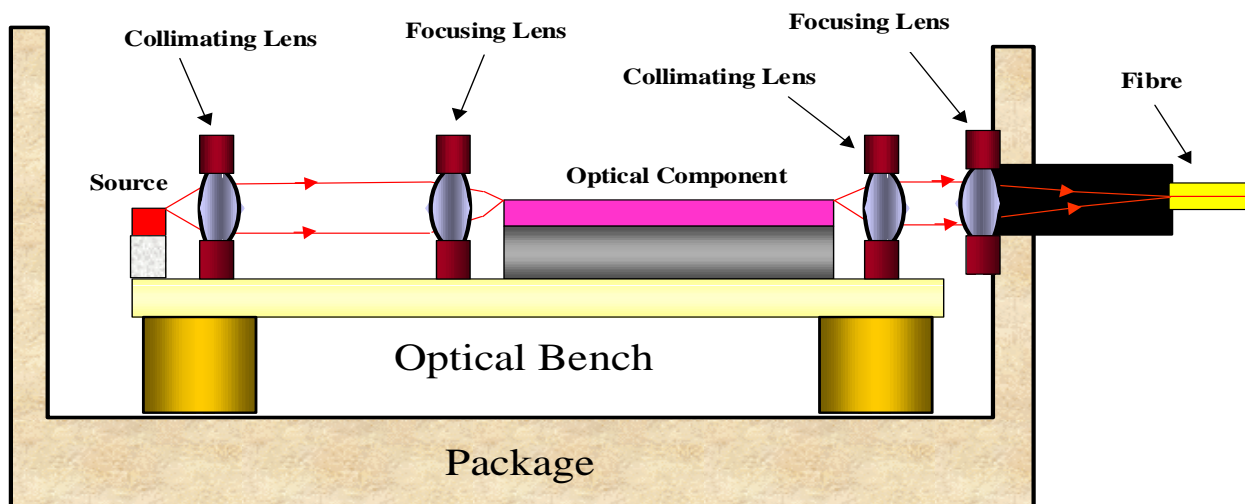 Collimating Lens
Focusing Lens
Focusing Lens
Collimating Lens
Fibre
Source
Optical Component
Optical Bench
Package